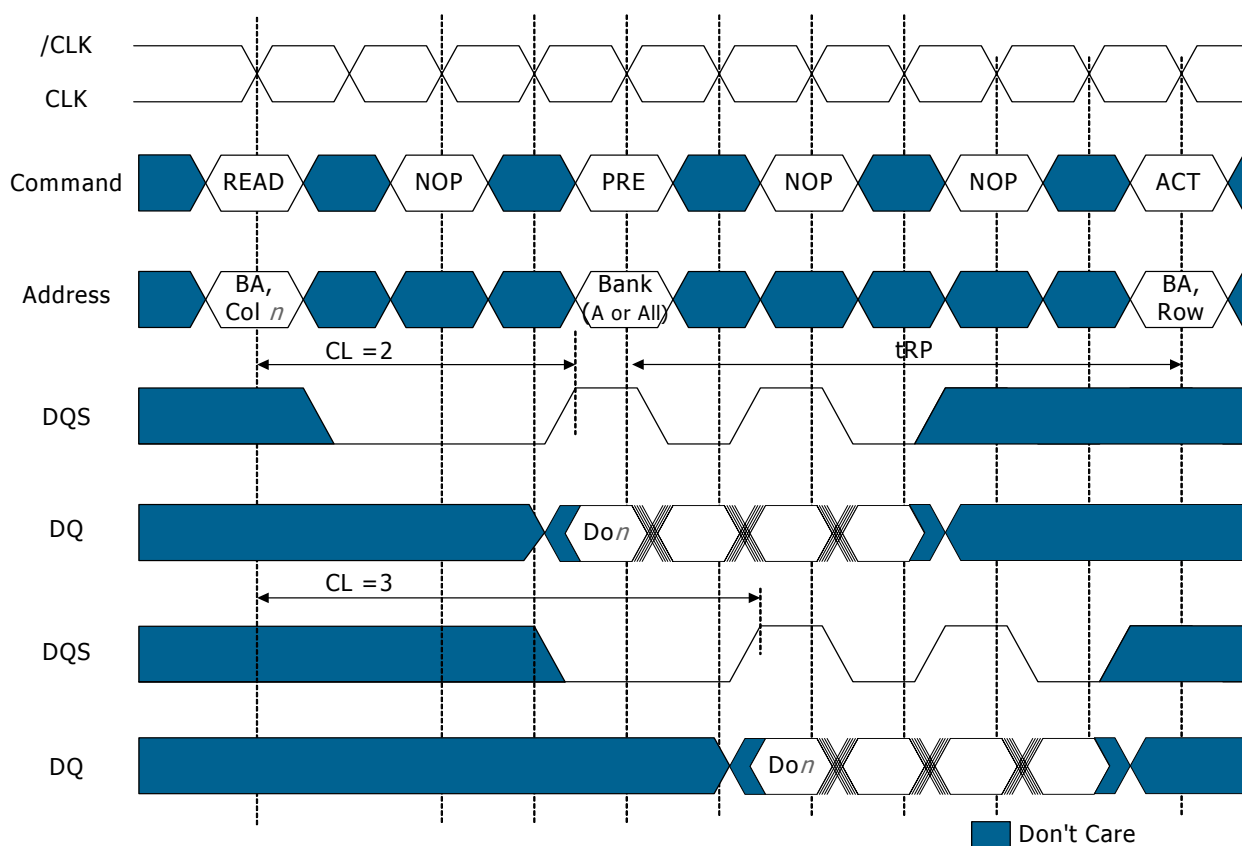 /CLK
CLK
Command
READ
NOP
PRE
NOP
NOP
ACT
Address
BA,
Col n
Bank
(A or All)
BA,
Row
CL =2
tRP
DQS
DQ
Don
CL =3
DQS
DQ
Don
Don't Care